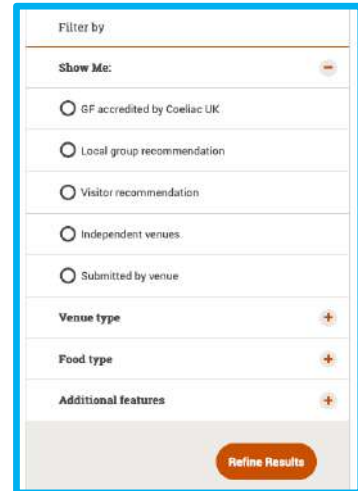 Filter by
Show Me:
GF accredited by Coeliac UK
Local group recommendation
Visitor recommendation
Independent venues
Submitted by venue
Venue type
Food type
Additional features
Refine Results